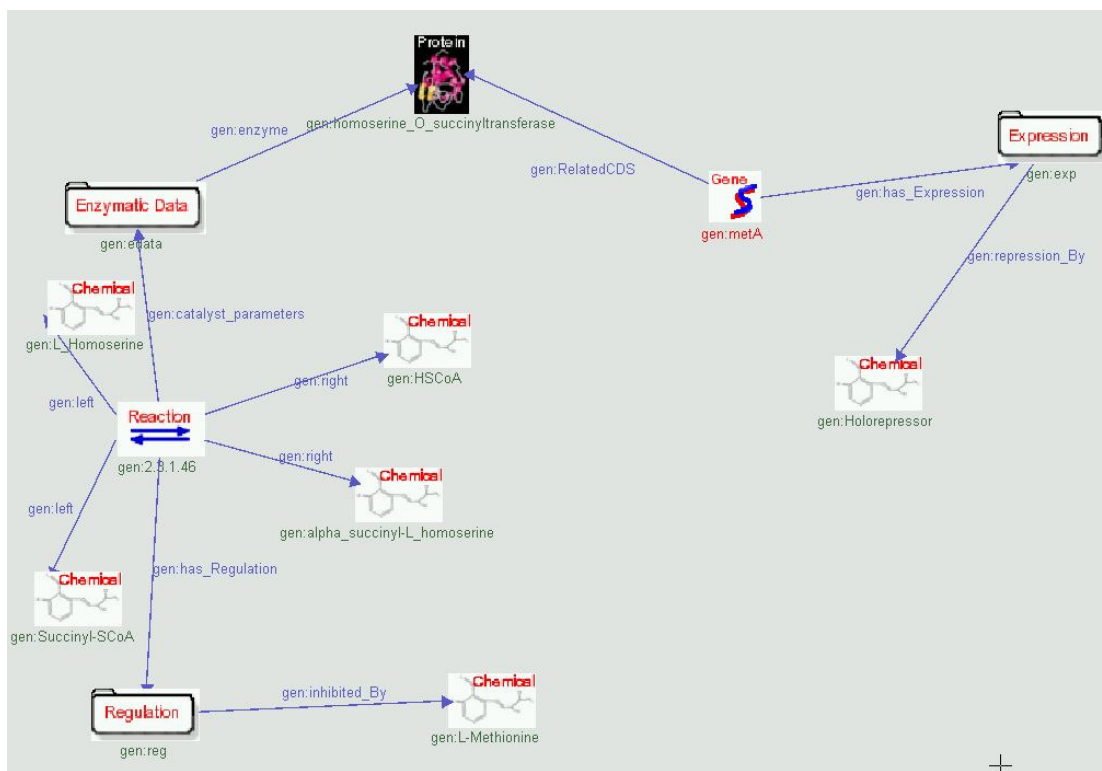 Protein
gen:homoserine_O_succinyltransferase
gen:enzyme
gen:RelatedCDS
Expression
gen:exp
Gene
gen:metA
gen:has_Expression
gen:repression_By
Enzymatic Data
gen:edata
Chemical
gen:L_Homoserine
gen:catalyst_parameters
Chemical
gen:HSCoA
gen:right
Chemical
gen:Holorepressor
gen:left
Reaction
gen:2.3.1.46
gen:right
Chemical
gen:alpha_succinyl-L_homoserine
gen:left
gen:has_Regulation
Chemical
gen:Succinyl-SCoA
Regulation
gen:reg
gen:inhibited_By
Chemical
gen:L-Methionine